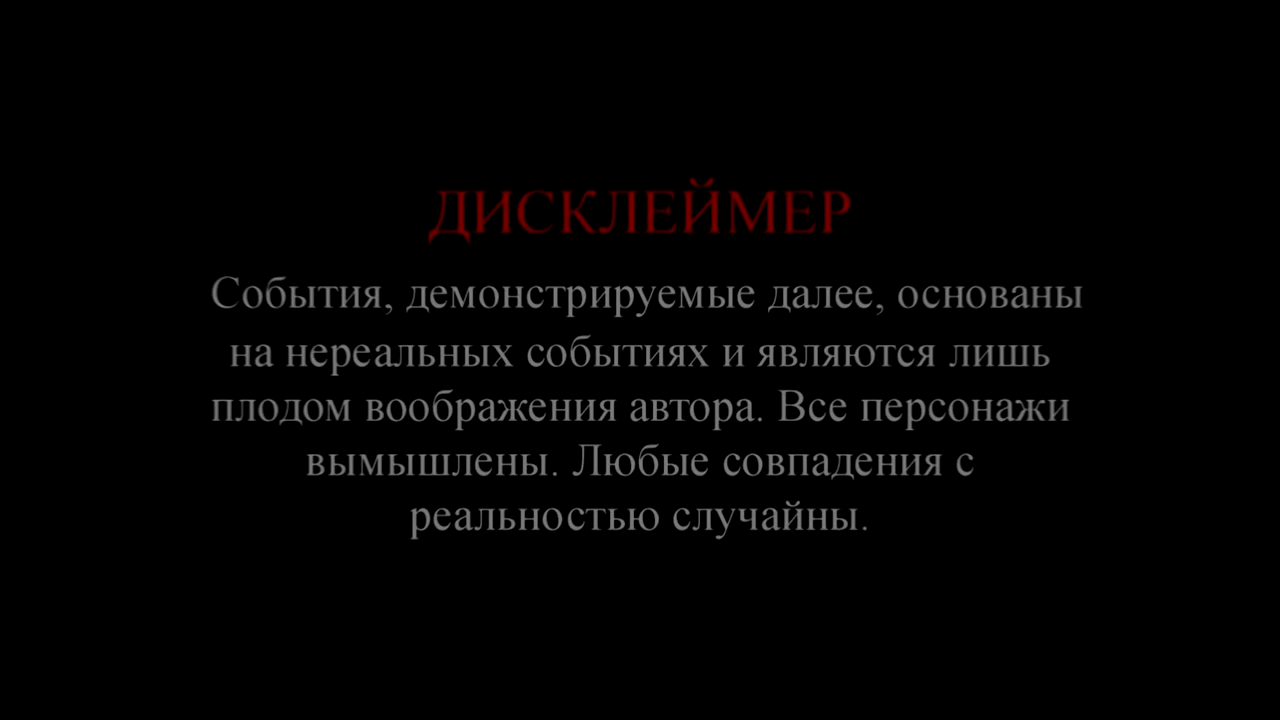 ДИСКЛЕЙМЕР
События, демонстрируемые далее, основаны
на нереальных событиях и являются лишь
плодом воображения автора. Все персонажи
вымышлены. Любые совпадения с
реальностью случайны.